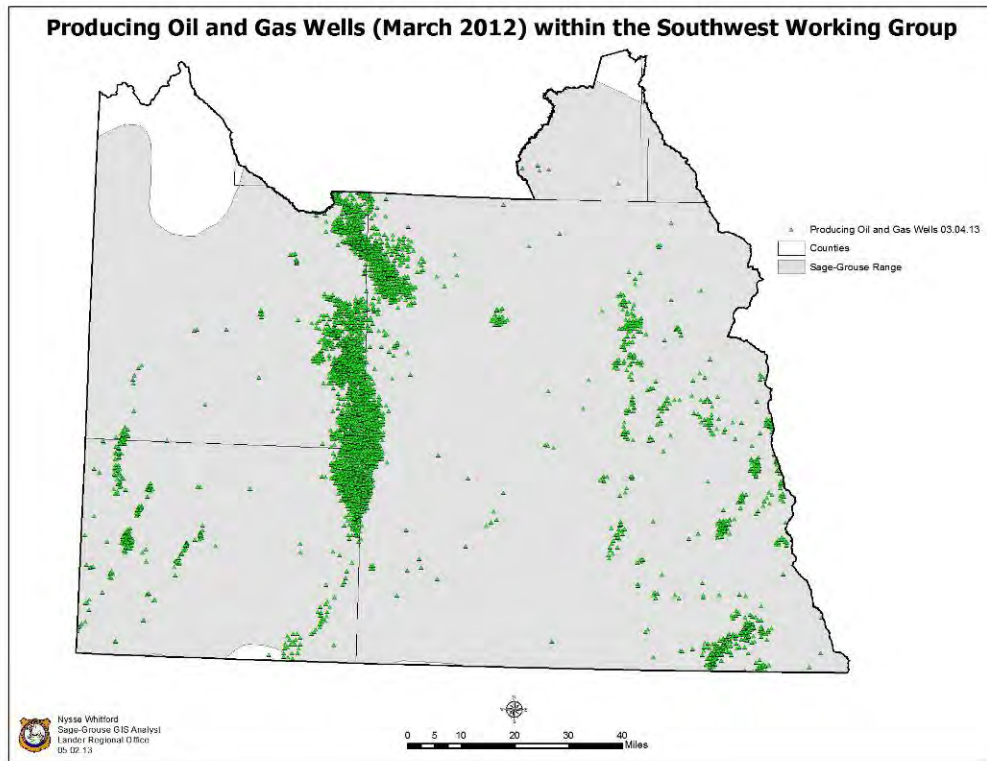 Producing Oil and Gas Wells (March 2012) within the Southwest Working Group
Producing Oil and Gas Wells 03.04.13
Counties
Sage-Grouse Range
Nyssa Whitford
Sage-Grouse GIS Analyst
Lander Regional Office
05.02.13
0 5 10 20 30 40
Miles